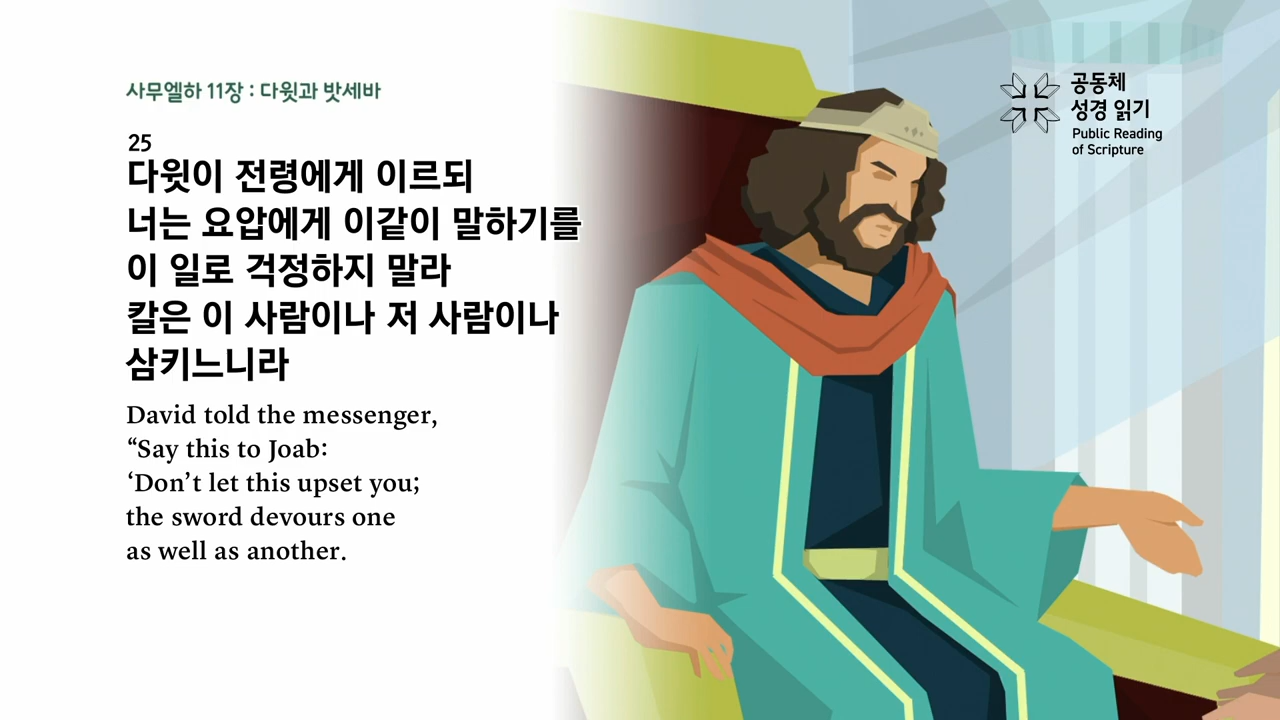 사무엘하 11장 : 다윗과 밧세바
25
다윗이 전령에게 이르되
너는 요압에게 이같이 말하기를
이 일로 걱정하지 말라
칼은 이 사람이나 저 사람이나
삼키느니라
David told the messenger,
“Say this to Joab:
‘Don’t let this upset you;
the sword devours one
as well as another.
공동체
성경 읽기
Public Reading
of Scripture